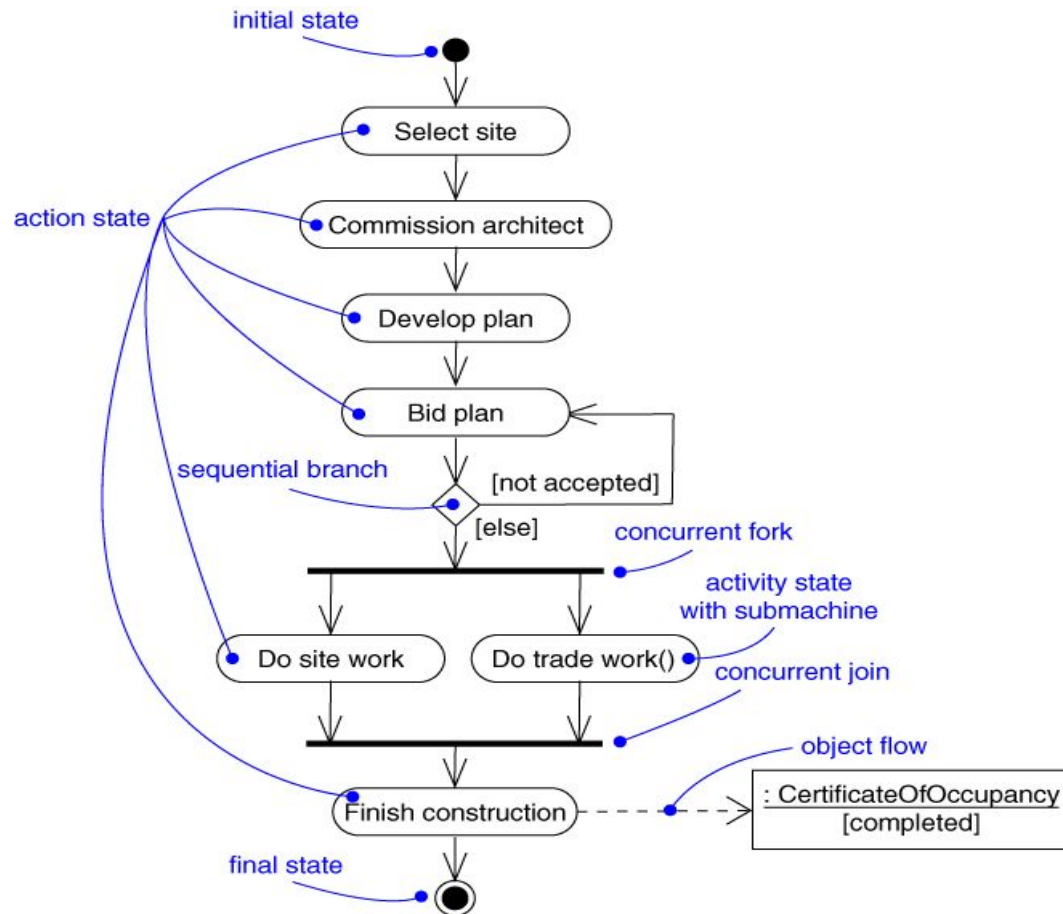 initial state
Select site
action state
Commission architect
Develop plan
Bid plan
sequential branch
[not accepted]
[else]
concurrent fork
activity state
with submachine
Do site work
Do trade work()
concurrent join
object flow
Finish construction
: CertificateOfOccupancy
[completed]
final state